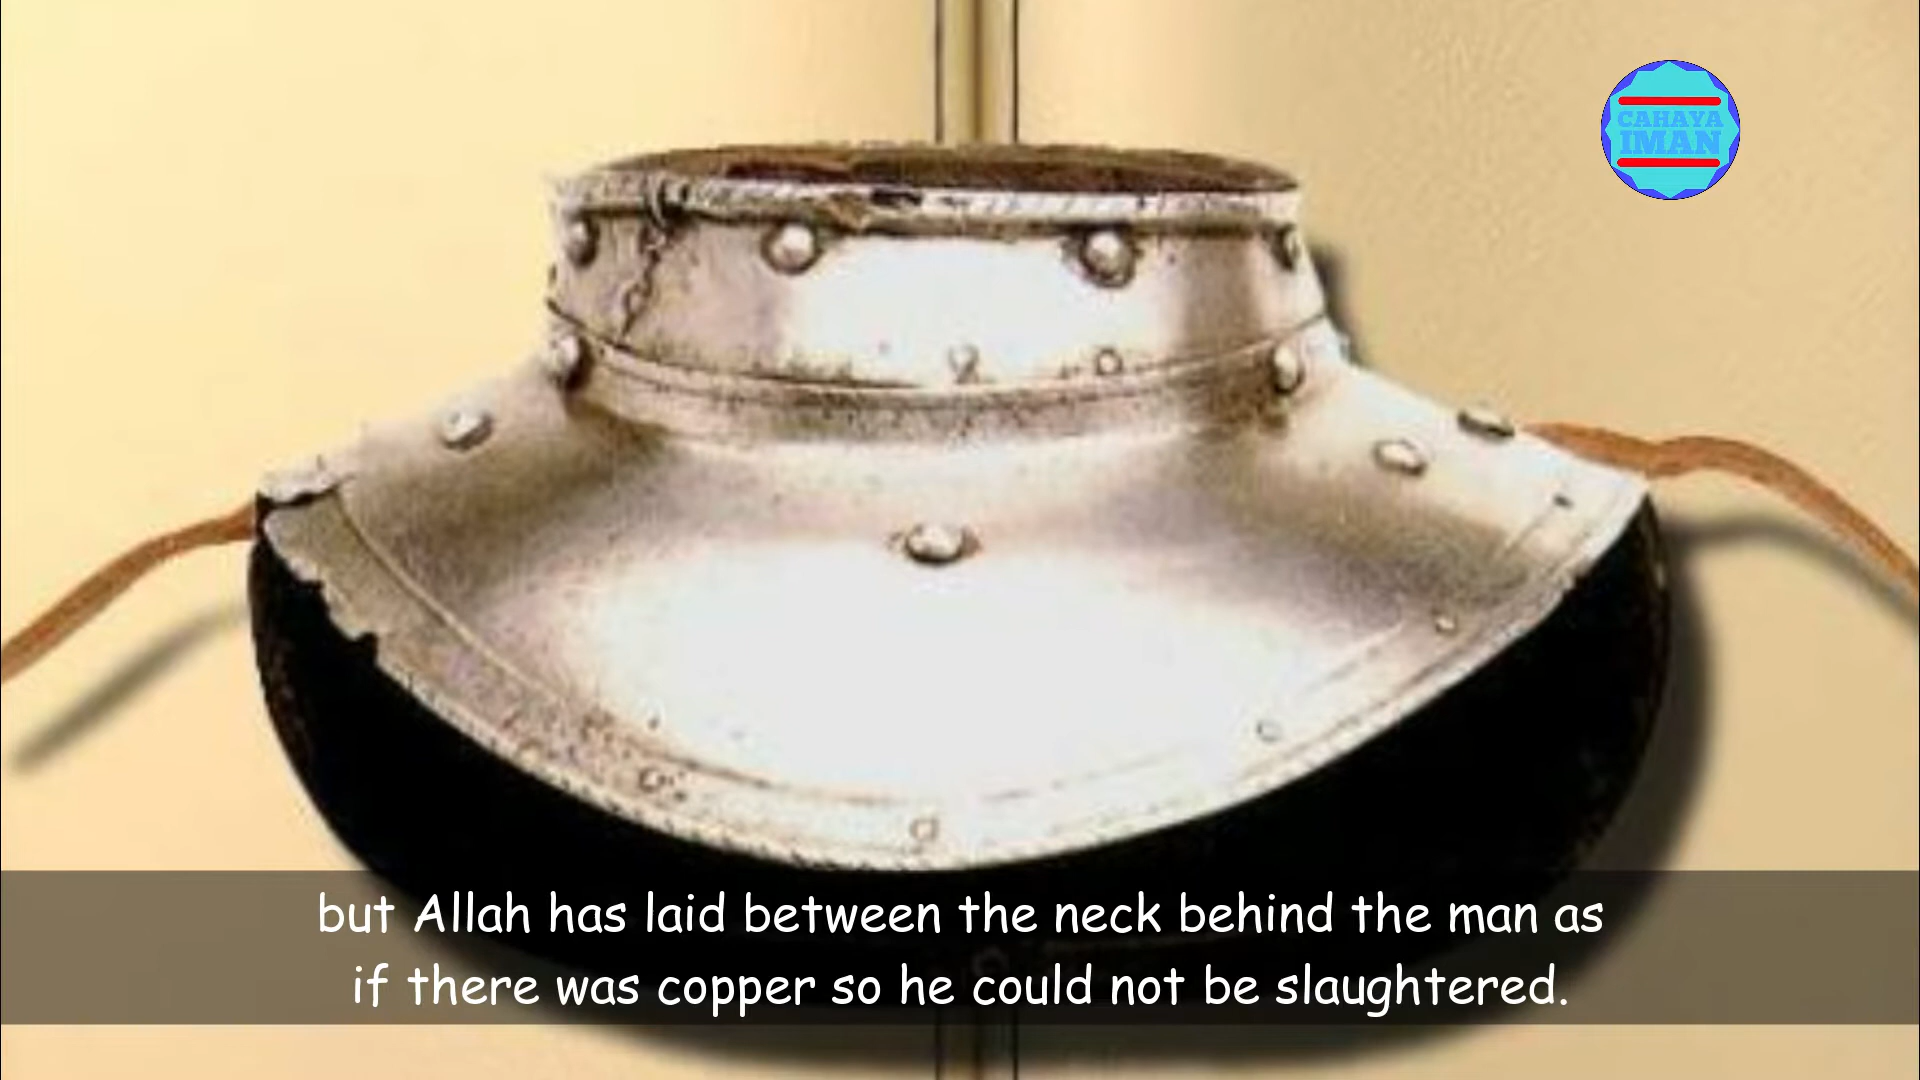 CAHAYA
IMAN
but Allah has laid between the neck behind the man as
if there was copper so he could not be slaughtered.